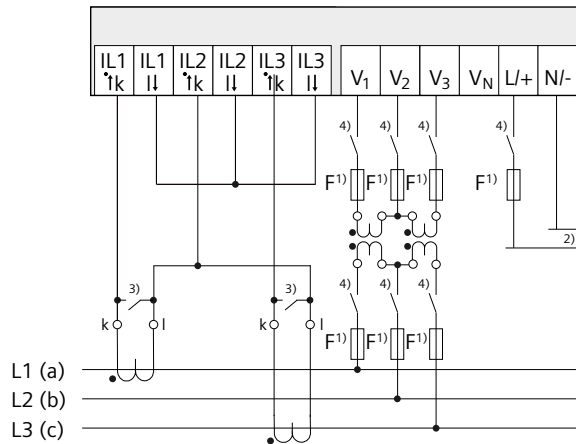 IL1 IL1 IL2 IL2 IL3 IL3
↑k l↓ ↑k l↓ ↑k l↓ V1 V2 V3 VN L/+ N/-
4) 4) 4) 4)
F1) F1) F1) F1)
2)
3) 3) 4) 4) 4)
k l k l
F1) F1) F1)
L1 (a)
L2 (b)
L3 (c)